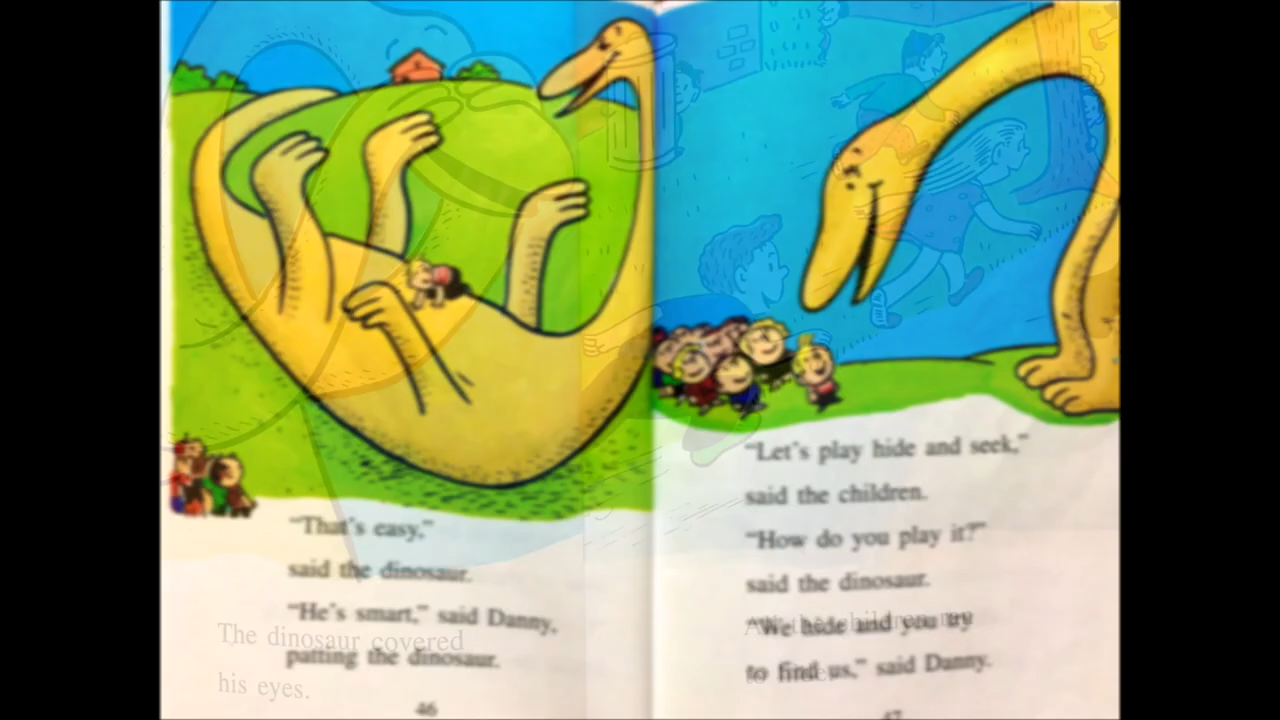 "That's easy,"
said the dinosaur.
"He's smart," said Danny,
patting the dinosaur.
46
The dinosaur covered
his eyes.
"Let's play hide and seek,"
said the children.
"How do you play it?"
said the dinosaur.
"We hide and you try
to find us," said Danny.
47